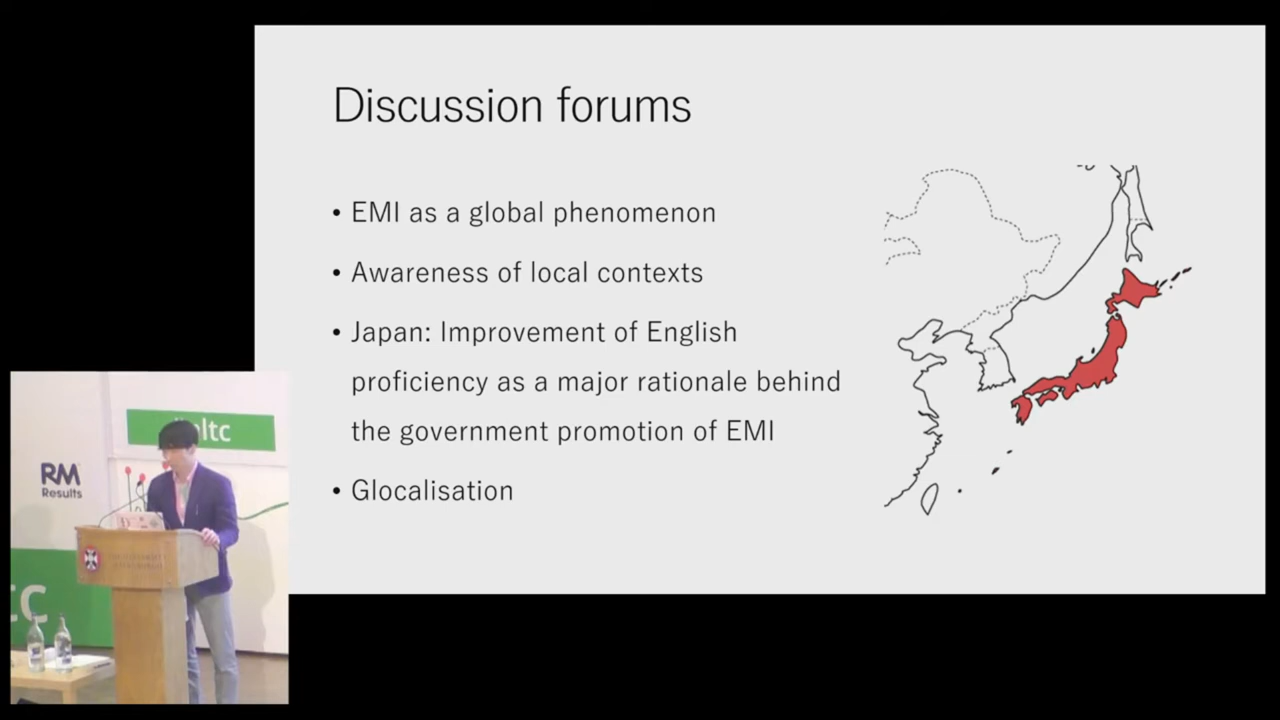 Discussion forums
• EMI as a global phenomenon
• Awareness of local contexts
• Japan: Improvement of English
proficiency as a major rationale behind
the government promotion of EMI
• Glocalisation
RM
Results